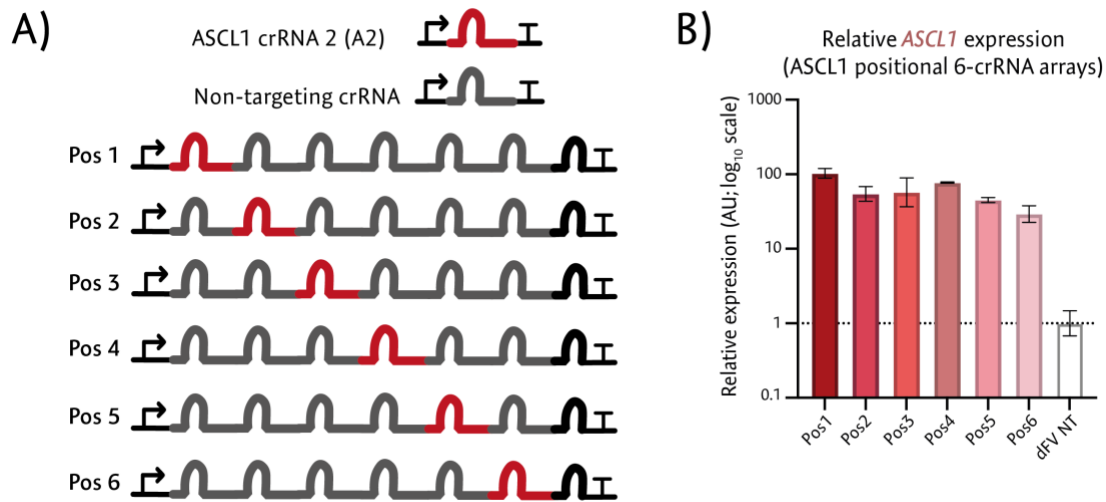 A)
ASCL1 crRNA 2 (A2)
Non-targeting crRNA
Pos 1
Pos 2
Pos 3
Pos 4
Pos 5
Pos 6
B)
Relative ASCL1 expression
(ASCL1 positional 6-crRNA arrays)
Relative expression (AU; log10 scale)
1000
100
10
1
0.1
Pos1
Pos2
Pos3
Pos4
Pos5
Pos6
dFV NT